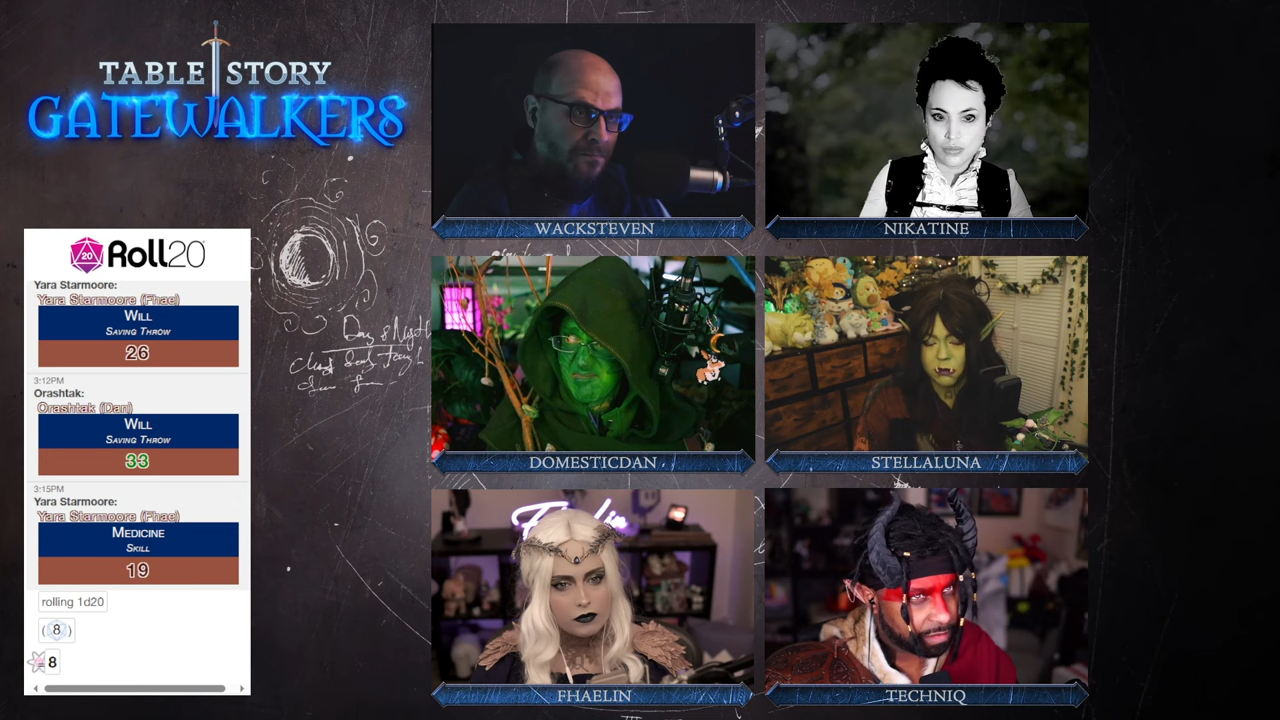 TABLE STORY
GATEWALKERS
20 Roll20
Yara Starmoore:
Yara Starmoore (Fhae)
Will
Saving Throw
26
3:12PM
Orashtak:
Orashtak (Dan)
Will
Saving Throw
33
3:15PM
Yara Starmoore:
Yara Starmoore (Fhae)
Medicine
Skill
19
rolling 1d20
(8)
8
WACKSTEVEN
NIKATINE
DOMESTICDAN
STELLALUNA
FHAELIN
TECHNIQ